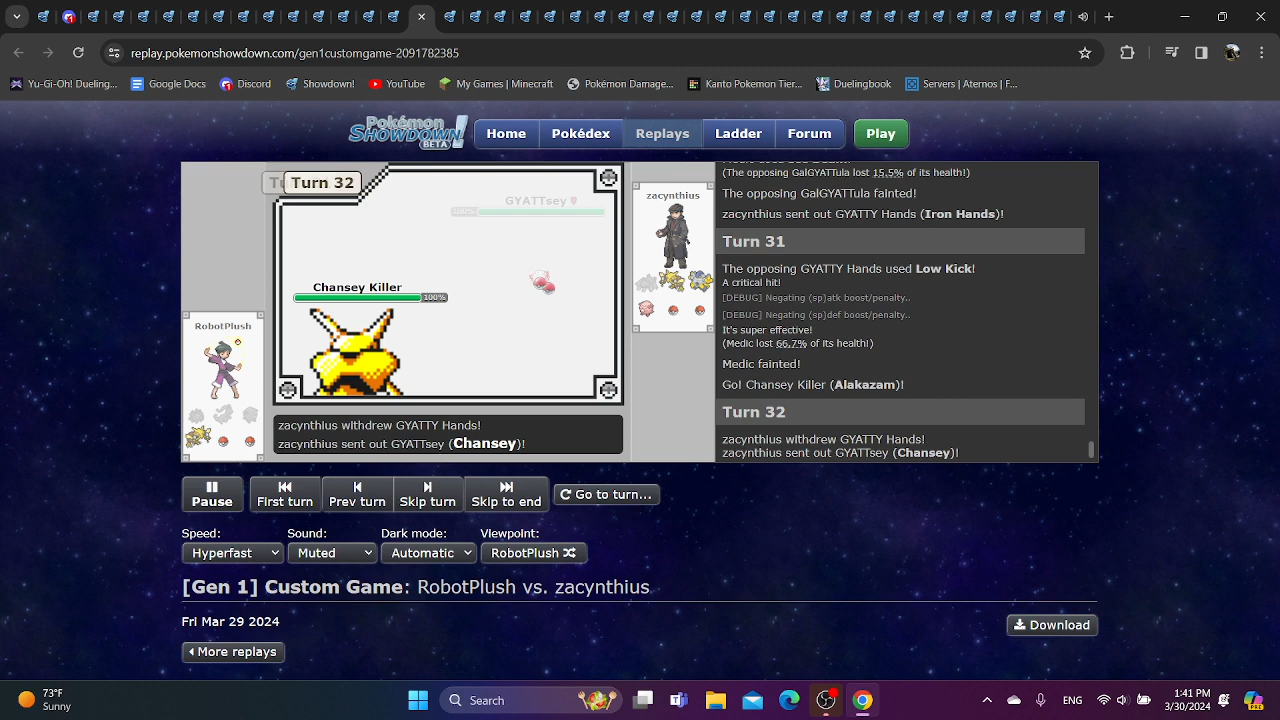 replay.pokemonshowdown.com/gen1customgame-2091782385
Yu-Gi-Oh! Dueling...
Google Docs
Discord
Showdown!
YouTube
My Games | Minecraft
Pokémon Damage...
Kanto Pokemon Tier...
Duelingbook
Servers | Aternos | F...
Pokémon
SHOWDOWN!
BETA
Home
Pokédex
Replays
Ladder
Forum
Play
Turn 32
GYATTsey
100%
Chansey Killer
100%
RobotPlush
zacynthius
zacynthius withdrew GYATTY Hands!
zacynthius sent out GYATTsey (Chansey)!
(The opposing GalGYATTula lost 15.5% of its health!)
The opposing GalGYATTula fainted!
zacynthius sent out GYATTY Hands (Iron Hands)!
Turn 31
The opposing GYATTY Hands used Low Kick!
A critical hit!
[DEBUG] Negating (sp)atk boost/penalty..
[DEBUG] Negating (sp)def boost/penalty..
It's super effective!
(Medic lost 66.7% of its health!)
Medic fainted!
Go! Chansey Killer (Alakazam)!
Turn 32
zacynthius withdrew GYATTY Hands!
zacynthius sent out GYATTsey (Chansey)!
Pause
First turn
Prev turn
Skip turn
Skip to end
Go to turn...
Speed:
Sound:
Dark mode:
Viewpoint:
Hyperfast
Muted
Automatic
RobotPlush
[Gen 1] Custom Game: RobotPlush vs. zacynthius
Fri Mar 29 2024
Download
More replays
73°F
Sunny
Search
ENG
1:41 PM
3/30/2024
PRE